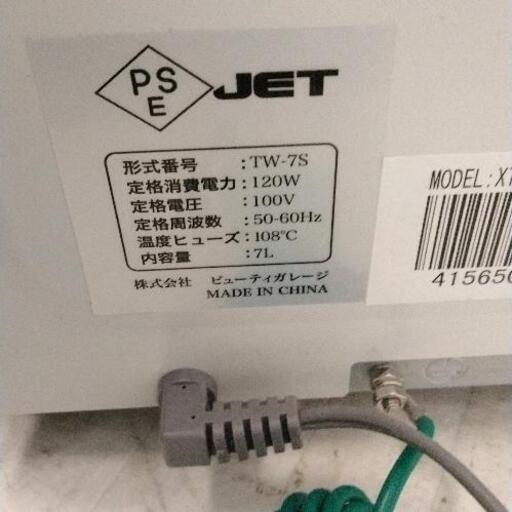 PS
E
JET
形式番号 : TW-7S
定格消費電力 : 120W
定格電圧 : 100V
定格周波数 : 50-60Hz
温度ヒューズ : 108℃
内容量 : 7L
株式会社 ビューティガレージ
MADE IN CHINA
MODEL:X
415650